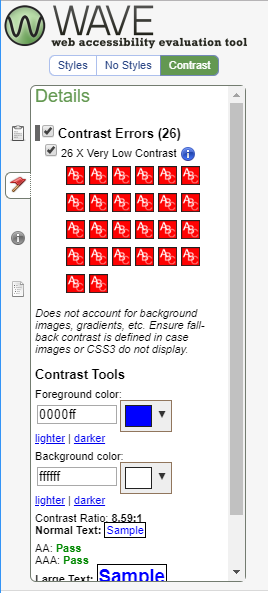 WAVE
web accessibility evaluation tool
Styles No Styles Contrast
Details
Contrast Errors (26)
26 X Very Low Contrast
Does not account for background
images, gradients, etc. Ensure fall-
back contrast is defined in case
images or CSS3 do not display.
Contrast Tools
Foreground color:
0000ff
lighter | darker
Background color:
ffffff
lighter | darker
Contrast Ratio: 8.59:1
Normal Text: Sample
AA: Pass
AAA: Pass
Large Text: Sample